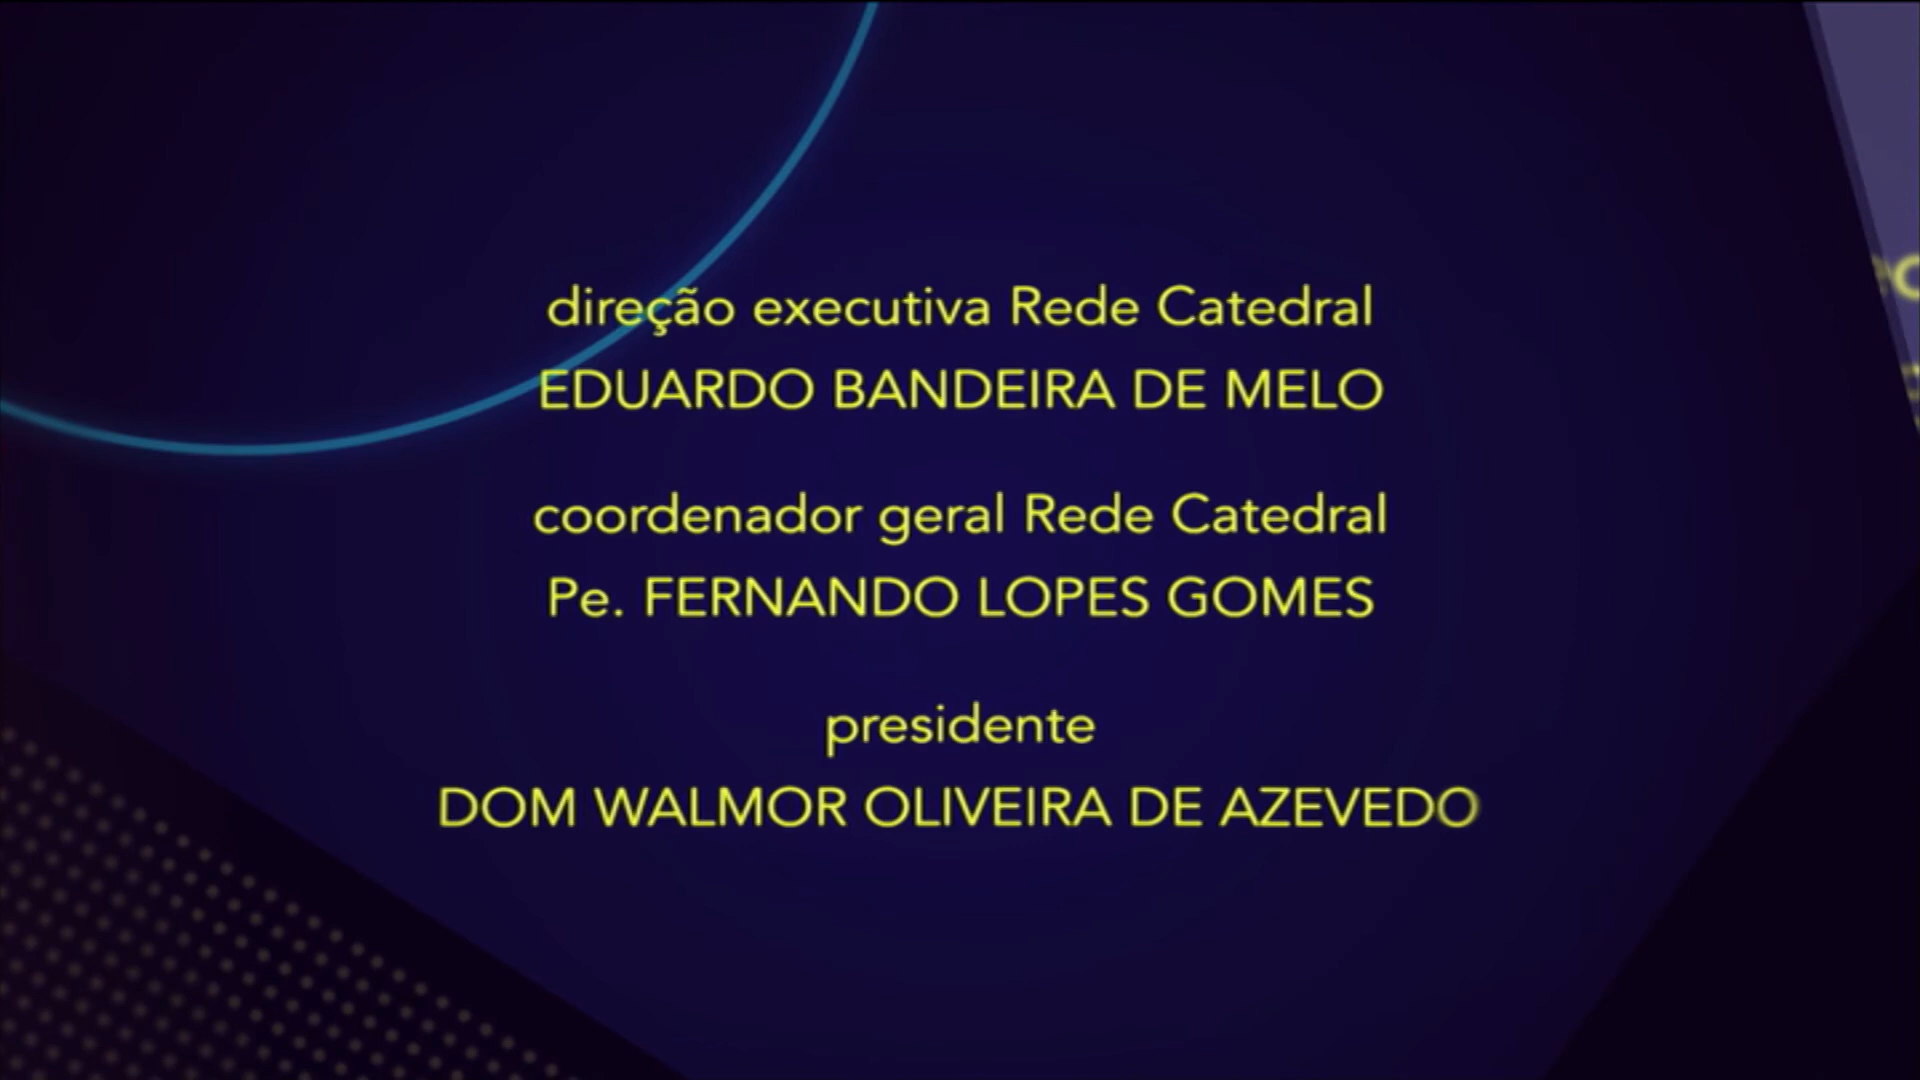 direção executiva Rede Catedral
EDUARDO BANDEIRA DE MELO
coordenador geral Rede Catedral
Pe. FERNANDO LOPES GOMES
presidente
DOM WALMOR OLIVEIRA DE AZEVEDO